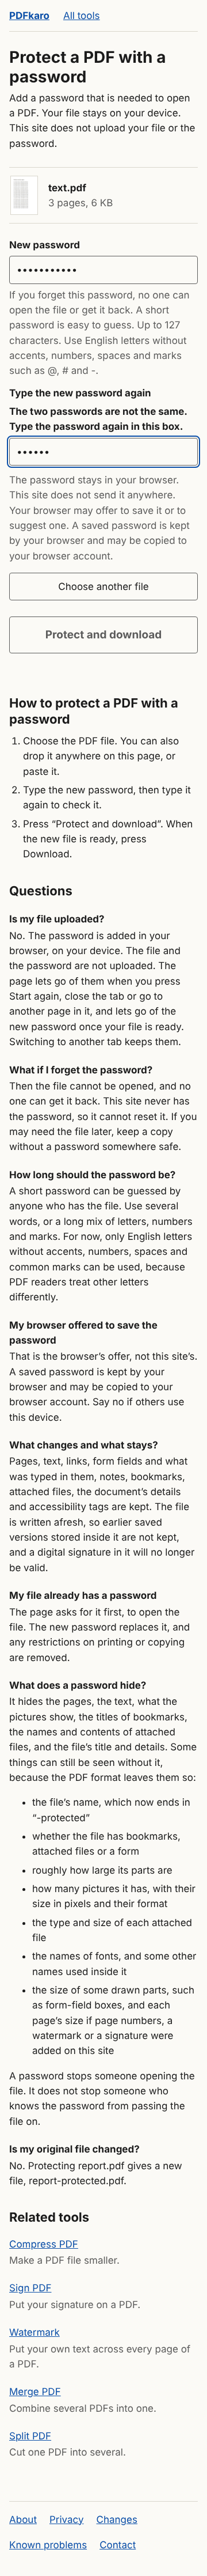 PDFkaro All tools
Protect a PDF with a
password
Add a password that is needed to open
a PDF. Your file stays on your device.
This site does not upload your file or the
password.
text.pdf
3 pages, 6 KB
New password
•••••••••••
If you forget this password, no one can
open the file or get it back. A short
password is easy to guess. Up to 127
characters. Use English letters without
accents, numbers, spaces and marks
such as @, # and -.
Type the new password again
The two passwords are not the same.
Type the password again in this box.
••••••
The password stays in your browser.
This site does not send it anywhere.
Your browser may offer to save it or to
suggest one. A saved password is kept
by your browser and may be copied to
your browser account.
Choose another file
Protect and download
How to protect a PDF with a
password
1. Choose the PDF file. You can also
drop it anywhere on this page, or
paste it.
2. Type the new password, then type it
again to check it.
3. Press “Protect and download”. When
the new file is ready, press
Download.
Questions
Is my file uploaded?
No. The password is added in your
browser, on your device. The file and
the password are not uploaded. The
page lets go of them when you press
Start again, close the tab or go to
another page in it, and lets go of the
new password once your file is ready.
Switching to another tab keeps them.
What if I forget the password?
Then the file cannot be opened, and no
one can get it back. This site never has
the password, so it cannot reset it. If you
may need the file later, keep a copy
without a password somewhere safe.
How long should the password be?
A short password can be guessed by
anyone who has the file. Use several
words, or a long mix of letters, numbers
and marks. For now, only English letters
without accents, numbers, spaces and
common marks can be used, because
PDF readers treat other letters
differently.
My browser offered to save the
password
That is the browser’s offer, not this site’s.
A saved password is kept by your
browser and may be copied to your
browser account. Say no if others use
this device.
What changes and what stays?
Pages, text, links, form fields and what
was typed in them, notes, bookmarks,
attached files, the document’s details
and accessibility tags are kept. The file
is written afresh, so earlier saved
versions stored inside it are not kept,
and a digital signature in it will no longer
be valid.
My file already has a password
The page asks for it first, to open the
file. The new password replaces it, and
any restrictions on printing or copying
are removed.
What does a password hide?
It hides the pages, the text, what the
pictures show, the titles of bookmarks,
the names and contents of attached
files, and the file’s title and details. Some
things can still be seen without it,
because the PDF format leaves them so:
• the file’s name, which now ends in
“-protected”
• whether the file has bookmarks,
attached files or a form
• roughly how large its parts are
• how many pictures it has, with their
size in pixels and their format
• the type and size of each attached
file
• the names of fonts, and some other
names used inside it
• the size of some drawn parts, such
as form-field boxes, and each
page’s size if page numbers, a
watermark or a signature were
added on this site
A password stops someone opening the
file. It does not stop someone who
knows the password from passing the
file on.
Is my original file changed?
No. Protecting report.pdf gives a new
file, report-protected.pdf.
Related tools
Compress PDF
Make a PDF file smaller.
Sign PDF
Put your signature on a PDF.
Watermark
Put your own text across every page of
a PDF.
Merge PDF
Combine several PDFs into one.
Split PDF
Cut one PDF into several.
About Privacy Changes
Known problems Contact